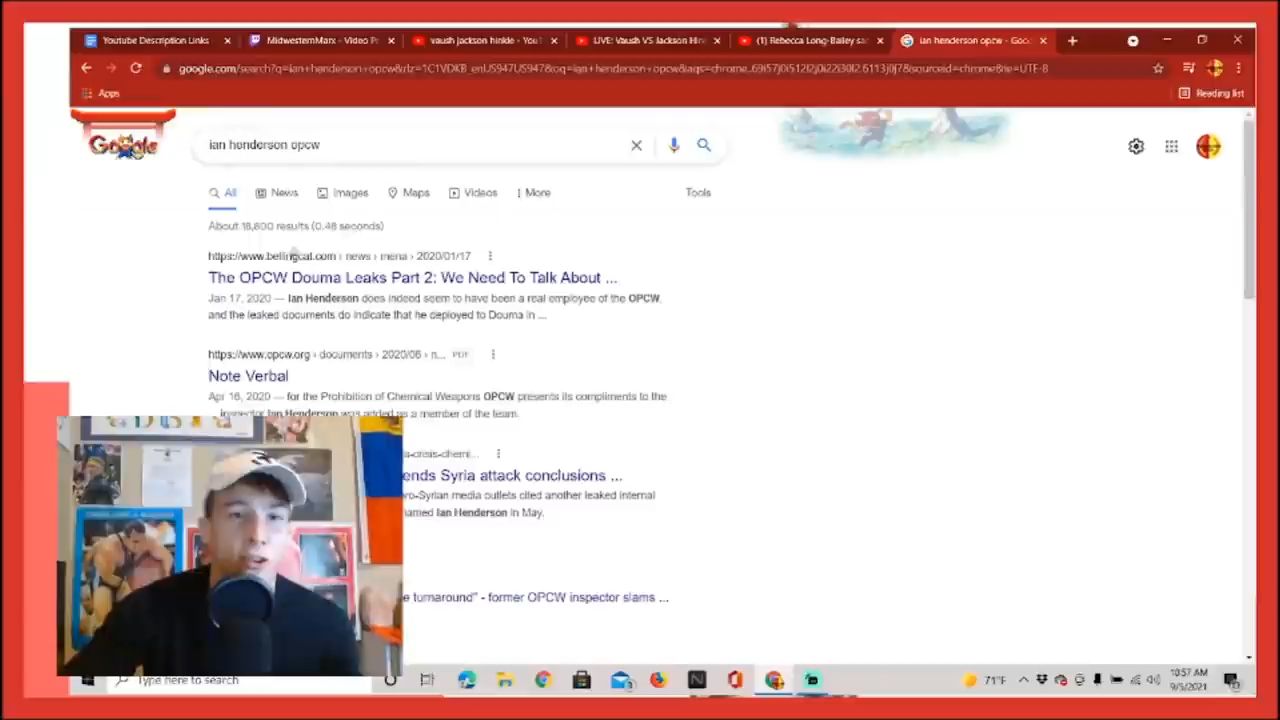 Youtube Description Links
MidwesternMarx - Video P
vaush jackson hinkle - You
LIVE: Vaush VS Jackson Hin
(1) Rebecca Long-Bailey sa
ian henderson opcw - Goo
Apps
Reading list
Google
ian henderson opcw
All News Images Maps Videos More Tools
About 18,800 results (0.48 seconds)
https://www.bellingcat.com › news › mena › 2020/01/17
The OPCW Douma Leaks Part 2: We Need To Talk About ...
Jan 17, 2020 — Ian Henderson does indeed seem to have been a real employee of the OPCW,
and the leaked documents do indicate that he deployed to Douma in ...
https://www.opcw.org › documents › 2020/06 › n... PDF
Note Verbal
Apr 16, 2020 — for the Prohibition of Chemical Weapons OPCW presents its compliments to the
inspector Ian Henderson was added as a member of the team.
a-crisis-chemi...
ends Syria attack conclusions ...
ro-Syrian media outlets cited another leaked internal
named Ian Henderson in May.
e turnaround" - former OPCW inspector slams ...
Type here to search
71°F
10:57 AM
9/5/2021